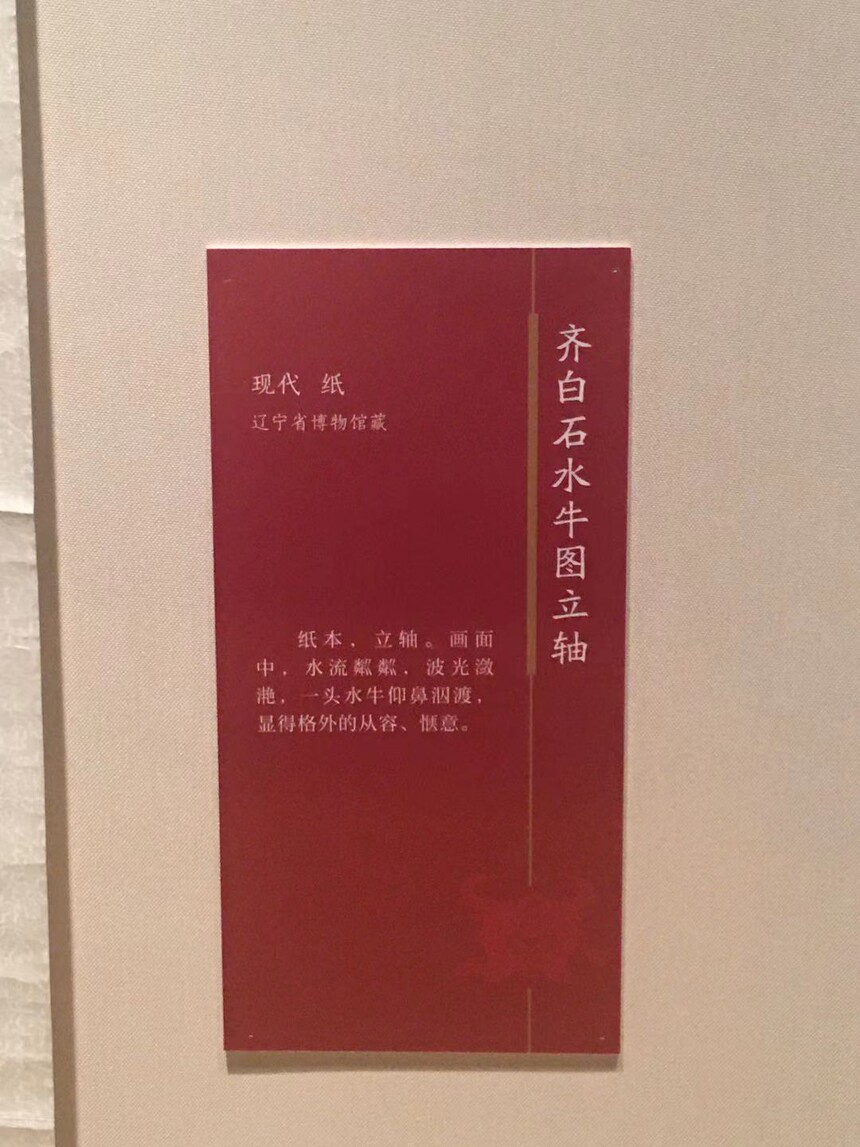 齐白石水牛图立轴
现代 纸
辽宁省博物馆藏
纸本，立轴。画面
中，水流粼粼，波光潋
滟，一头水牛仰鼻泅渡，
显得格外的从容、惬意。